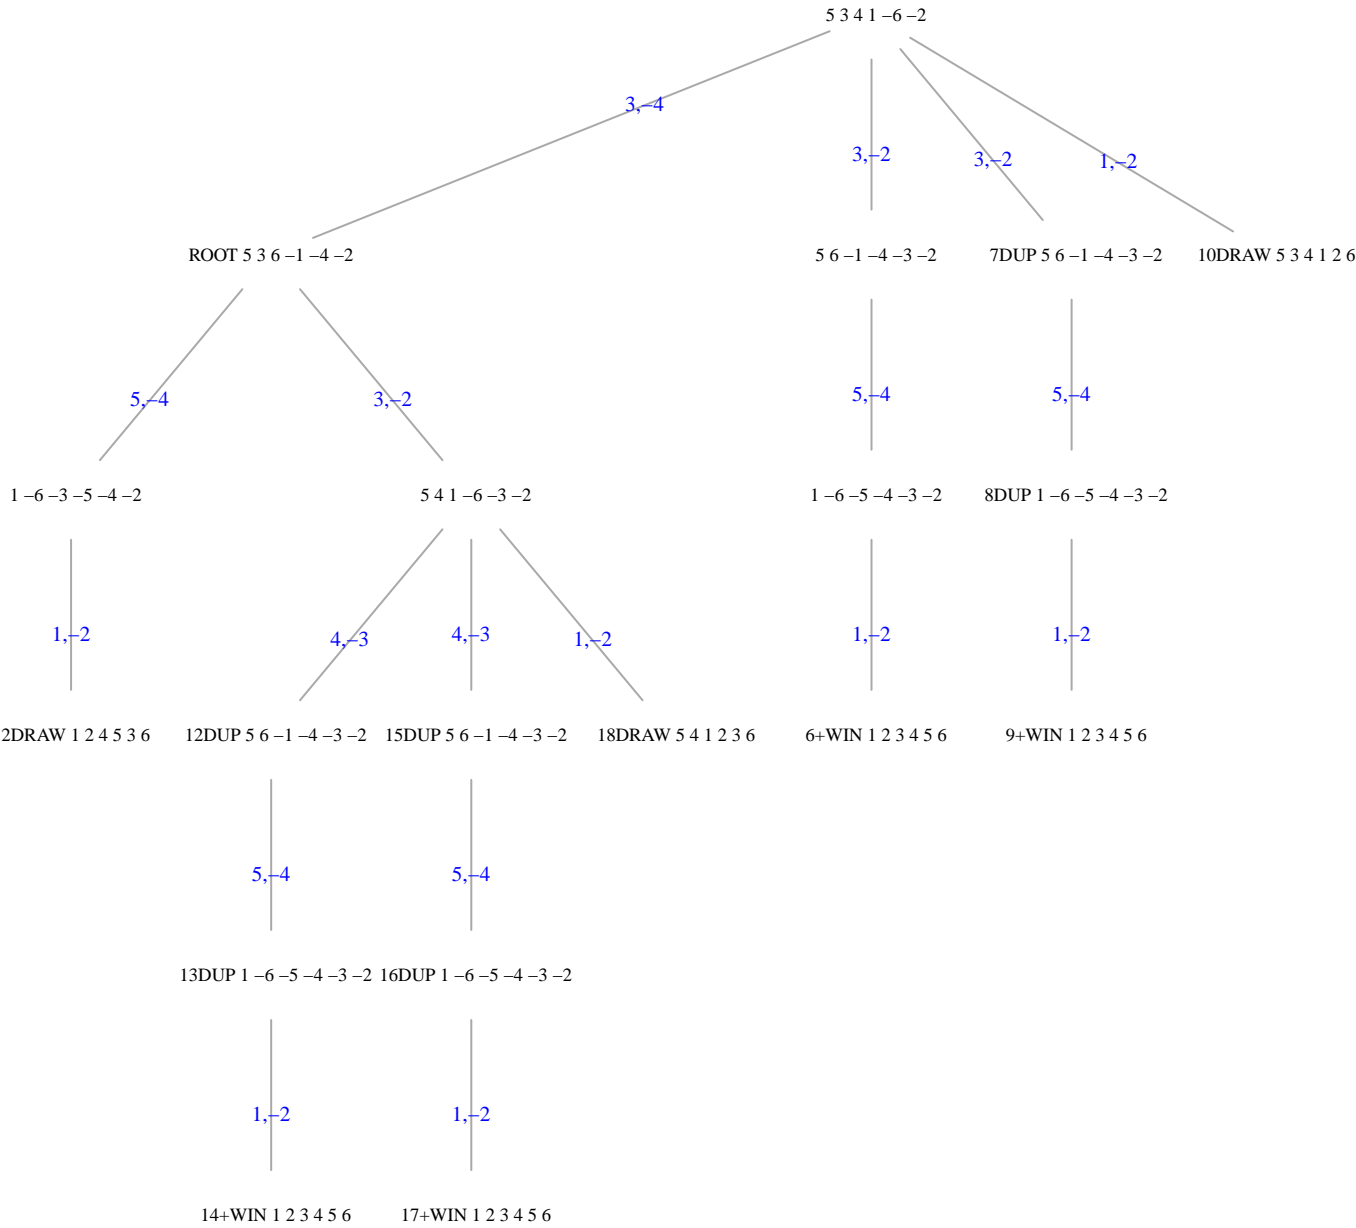 5 3 4 1 –6 –2
3,–4
3,–2
3,–2
1,–2
ROOT 5 3 6 –1 –4 –2
5 6 –1 –4 –3 –2
7DUP 5 6 –1 –4 –3 –2
10DRAW 5 3 4 1 2 6
5,–4
3,–2
5,–4
5,–4
1 –6 –3 –5 –4 –2
5 4 1 –6 –3 –2
1 –6 –5 –4 –3 –2
8DUP 1 –6 –5 –4 –3 –2
1,–2
4,–3
4,–3
1,–2
1,–2
1,–2
2DRAW 1 2 4 5 3 6
12DUP 5 6 –1 –4 –3 –2
15DUP 5 6 –1 –4 –3 –2
18DRAW 5 4 1 2 3 6
6+WIN 1 2 3 4 5 6
9+WIN 1 2 3 4 5 6
5,–4
5,–4
13DUP 1 –6 –5 –4 –3 –2
16DUP 1 –6 –5 –4 –3 –2
1,–2
1,–2
14+WIN 1 2 3 4 5 6
17+WIN 1 2 3 4 5 6